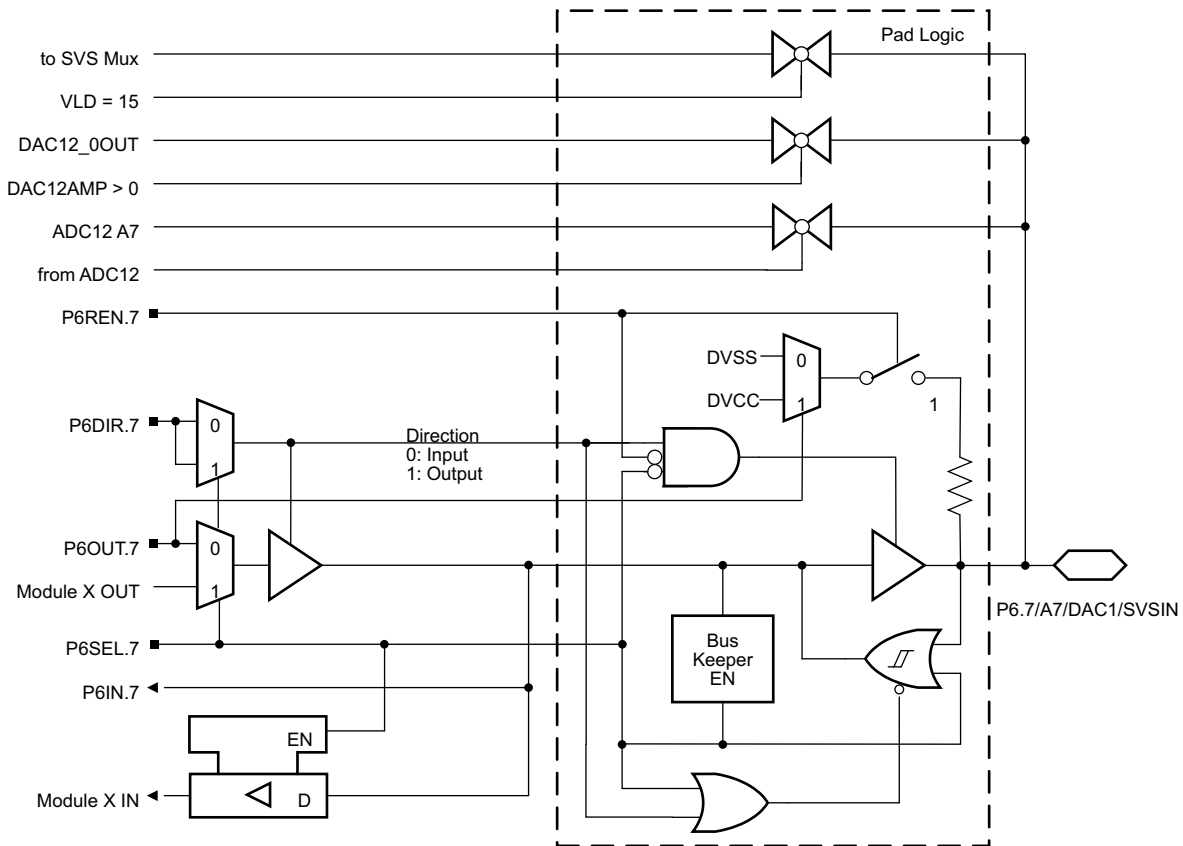 Pad Logic
to SVS Mux
VLD = 15
DAC12_0OUT
DAC12AMP > 0
ADC12 A7
from ADC12
P6REN.7
DVSS
0
DVCC
1
1
P6DIR.7
0
1
Direction
0: Input
1: Output
P6OUT.7
0
Module X OUT
1
P6.7/A7/DAC1/SVSIN
P6SEL.7
Bus
Keeper
EN
P6IN.7
EN
Module X IN
D